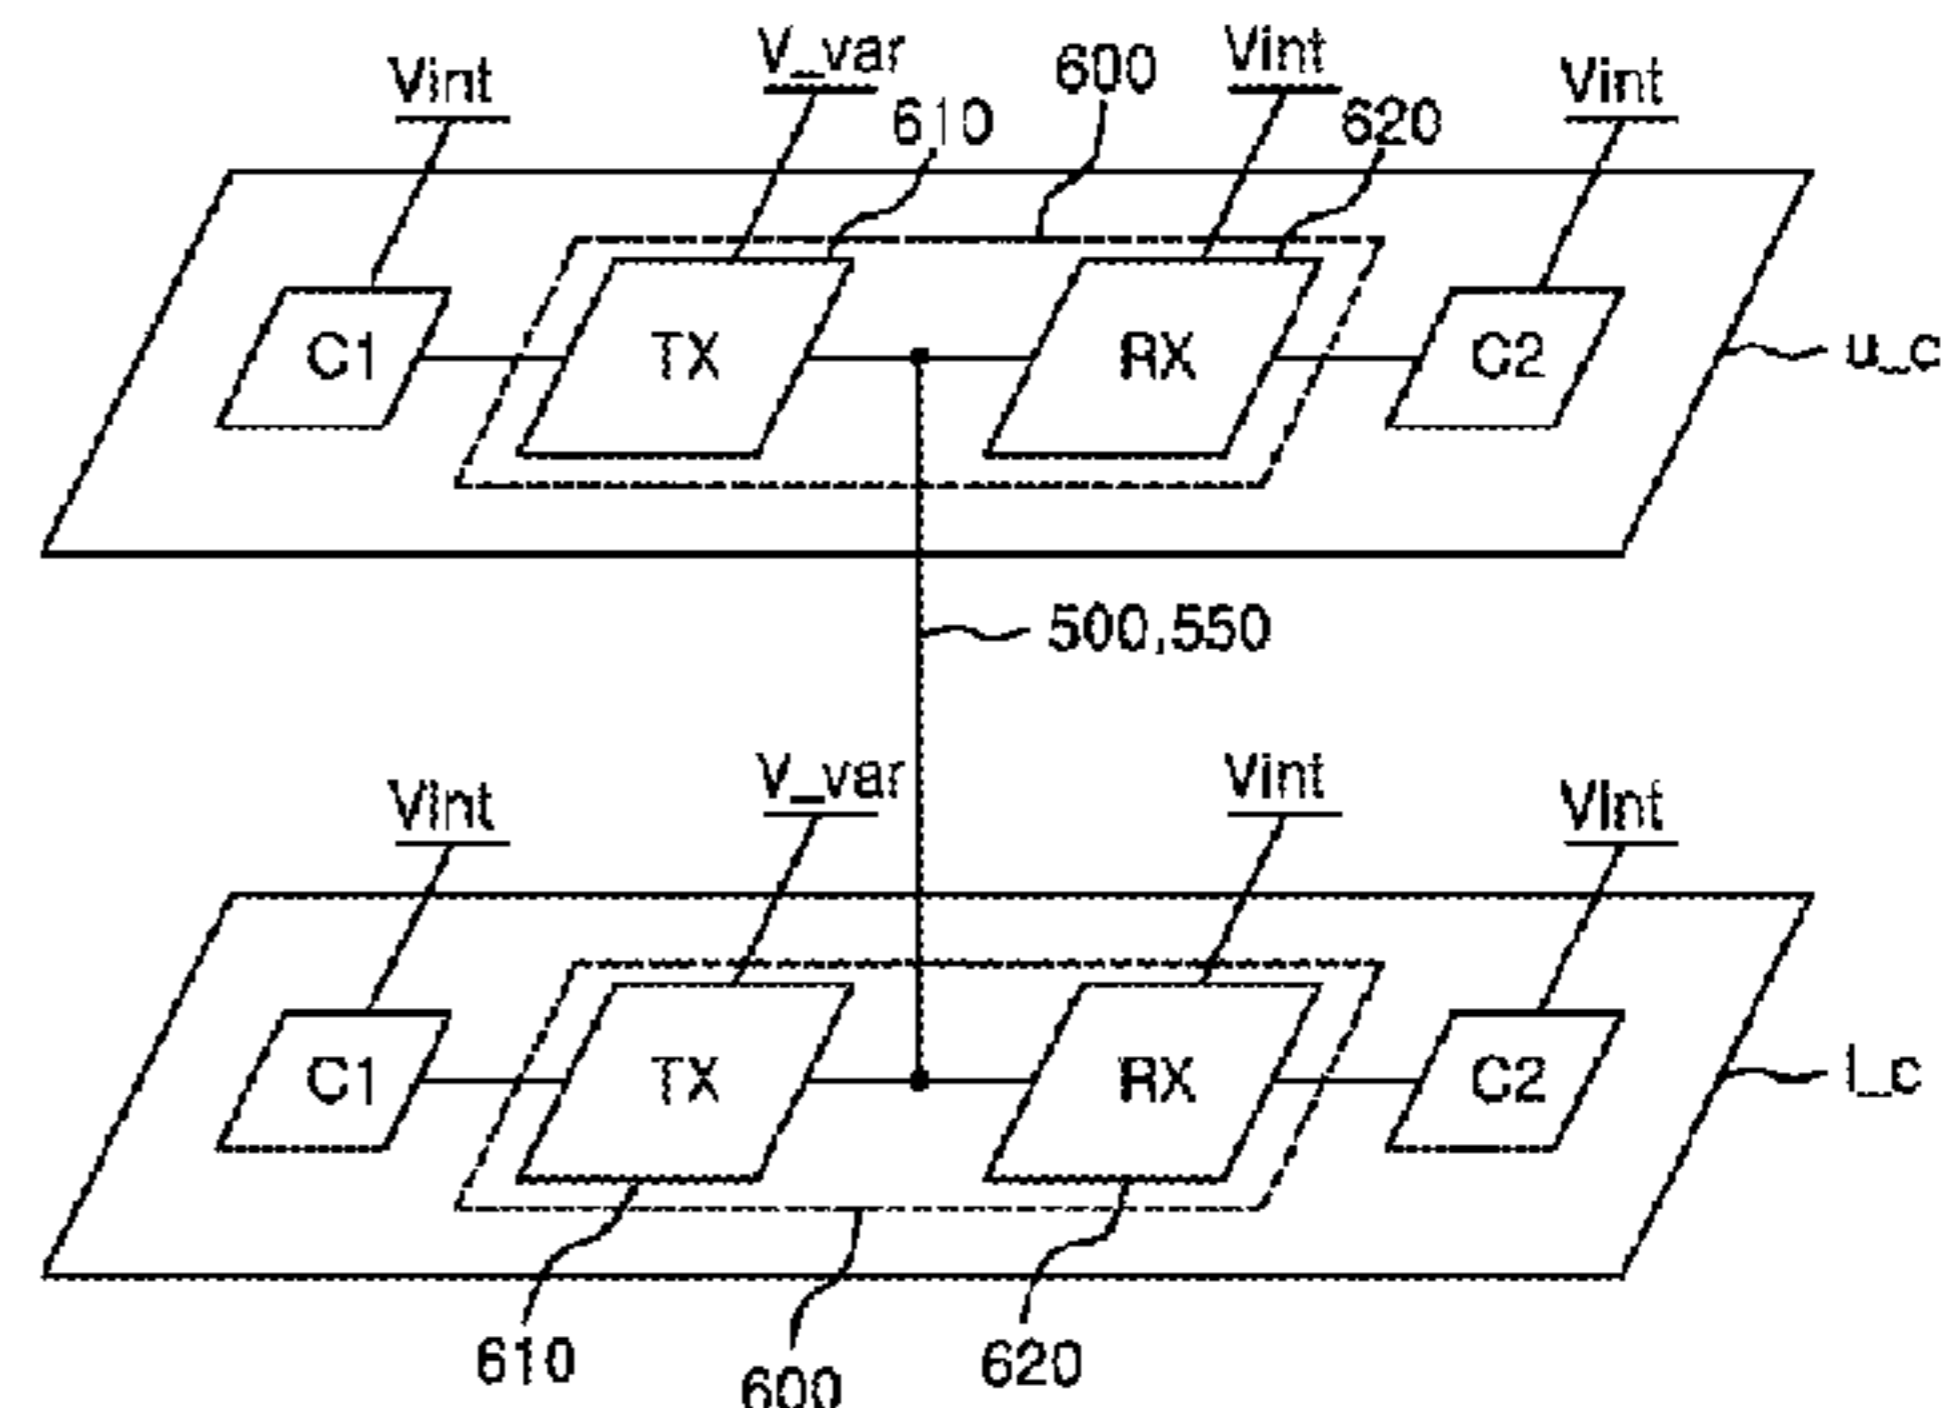 Vint V_var 600 Vint Vint
610 620
C1 TX RX C2 u_c
500,550
Vint V_var Vint Vint
C1 TX RX C2 l_c
610 600 620